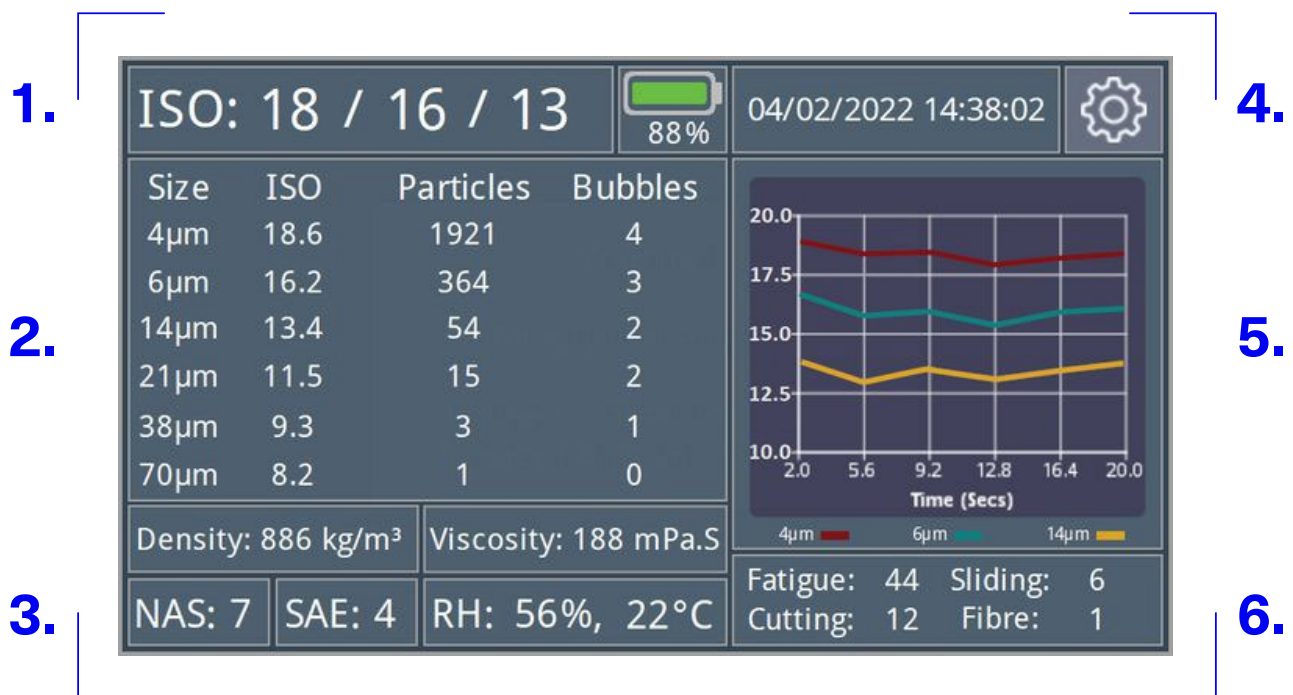 1.
ISO: 18 / 16 / 13
88%
04/02/2022 14:38:02
4.
2.
Size ISO Particles Bubbles
4µm 18.6 1921 4
6µm 16.2 364 3
14µm 13.4 54 2
21µm 11.5 15 2
38µm 9.3 3 1
70µm 8.2 1 0
Density: 886 kg/m³
Viscosity: 188 mPa.S
5.
20.0
17.5
15.0
12.5
10.0
2.0 5.6 9.2 12.8 16.4 20.0
Time (Secs)
4µm 6µm 14µm
3.
NAS: 7
SAE: 4
RH: 56%, 22°C
Fatigue: 44 Sliding: 6
Cutting: 12 Fibre: 1
6.